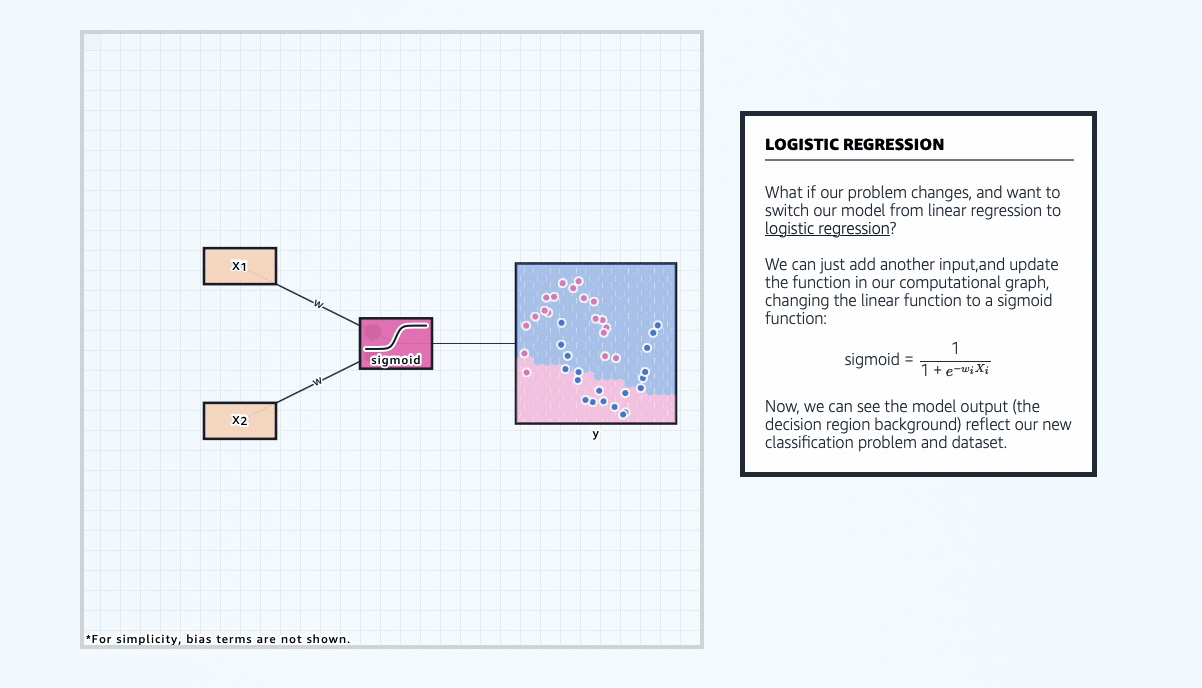 X1
w
sigmoid
w
X2
y
*For simplicity, bias terms are not shown.
LOGISTIC REGRESSION
What if our problem changes, and want to
switch our model from linear regression to
logistic regression?
We can just add another input,and update
the function in our computational graph,
changing the linear function to a sigmoid
function:
sigmoid = 1 / 1 + e^{-w_i X_i}
Now, we can see the model output (the
decision region background) reflect our new
classification problem and dataset.